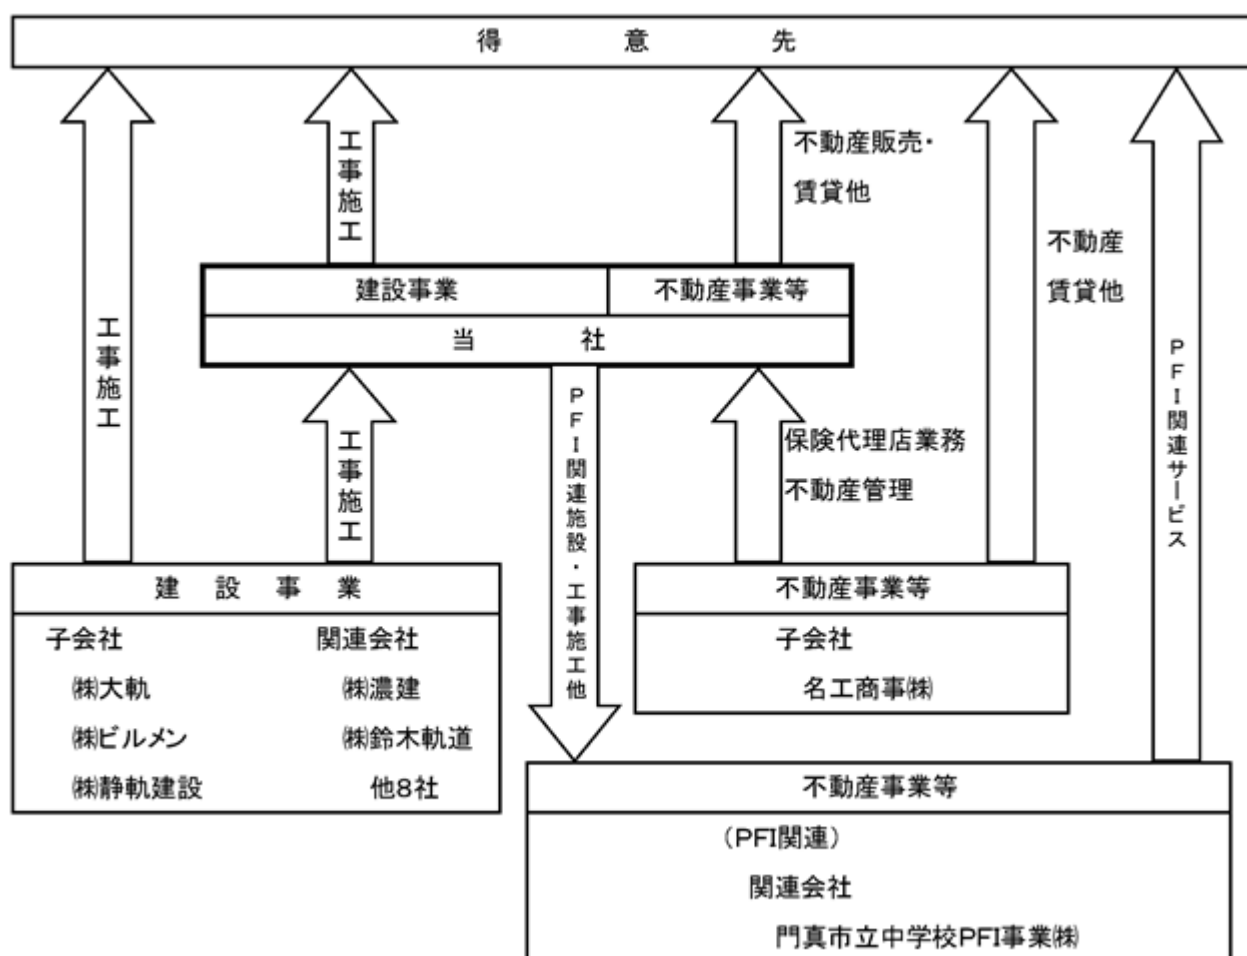 得意先
工事施工
工事施工
不動産販売・
賃貸他
不動産
賃貸他
PFI関連サービス
建設事業
不動産事業等
当社
工事施工
PFI関連施設・工事施工他
保険代理店業務
不動産管理
建設事業
子会社
関連会社
㈱大軌
㈱濃建
㈱ビルメン
㈱鈴木軌道
㈱静軌建設
他8社
不動産事業等
子会社
名工商事㈱
不動産事業等
（PFI関連）
関連会社
門真市立中学校PFI事業㈱